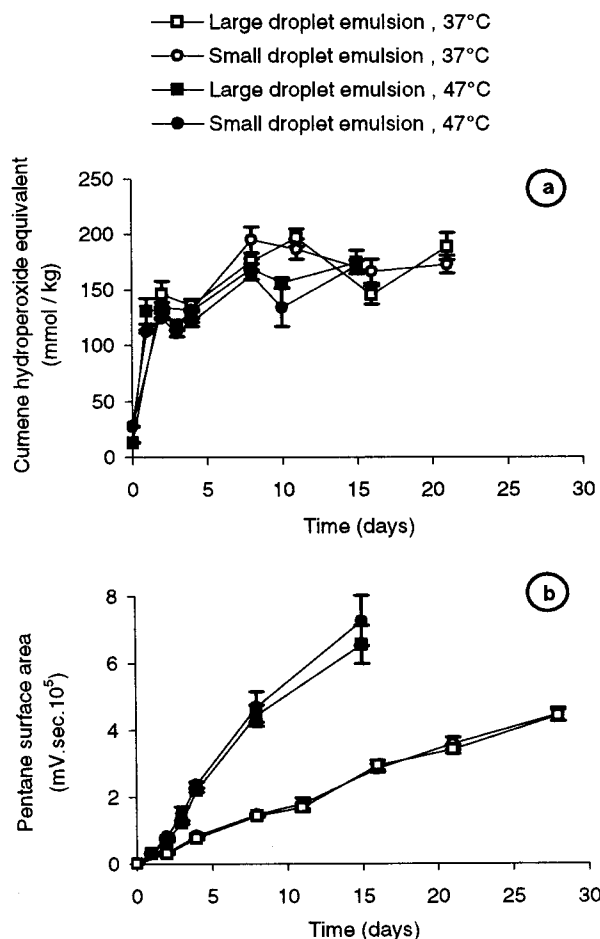 Large droplet emulsion , 37°C
Small droplet emulsion , 37°C
Large droplet emulsion , 47°C
Small droplet emulsion , 47°C
a
Cumene hydroperoxide equivalent
(mmol / kg)
250
200
150
100
50
0
0 5 10 15 20 25 30
Time (days)
b
Pentane surface area
(mV.sec.10⁵)
8
6
4
2
0
0 5 10 15 20 25 30
Time (days)